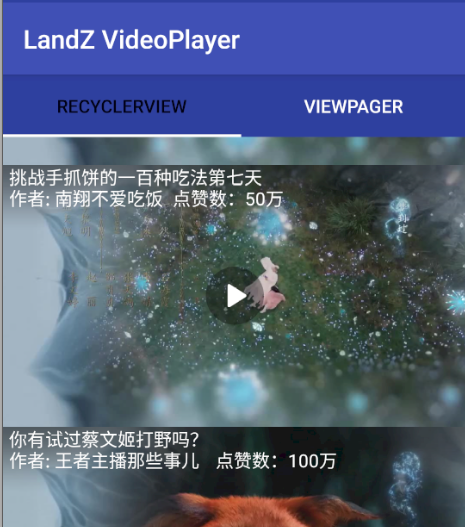 LandZ VideoPlayer
RECYCLERVIEW
VIEWPAGER
挑战手抓饼的一百种吃法第七天
作者: 南翔不爱吃饭 点赞数：50万
你有试过蔡文姬打野吗？
作者: 王者主播那些事儿 点赞数：100万